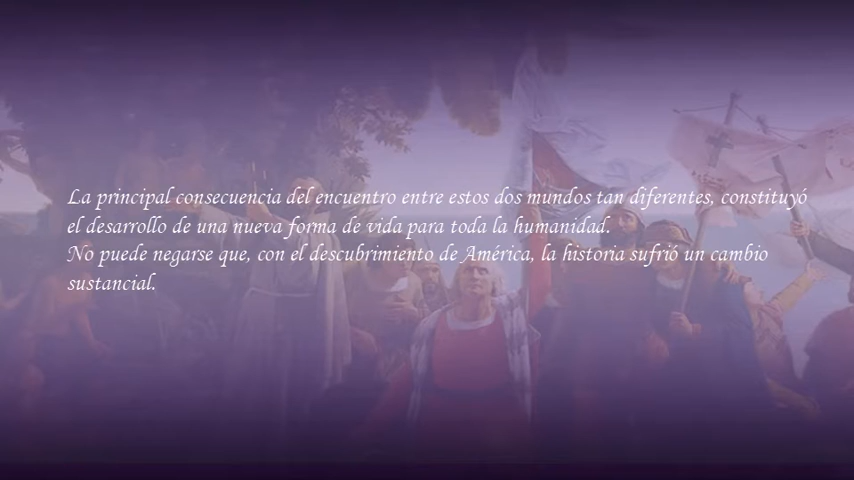 La principal consecuencia del encuentro entre estos dos mundos tan diferentes, constituyó
el desarrollo de una nueva forma de vida para toda la humanidad.
No puede negarse que, con el descubrimiento de América, la historia sufrió un cambio
sustancial.